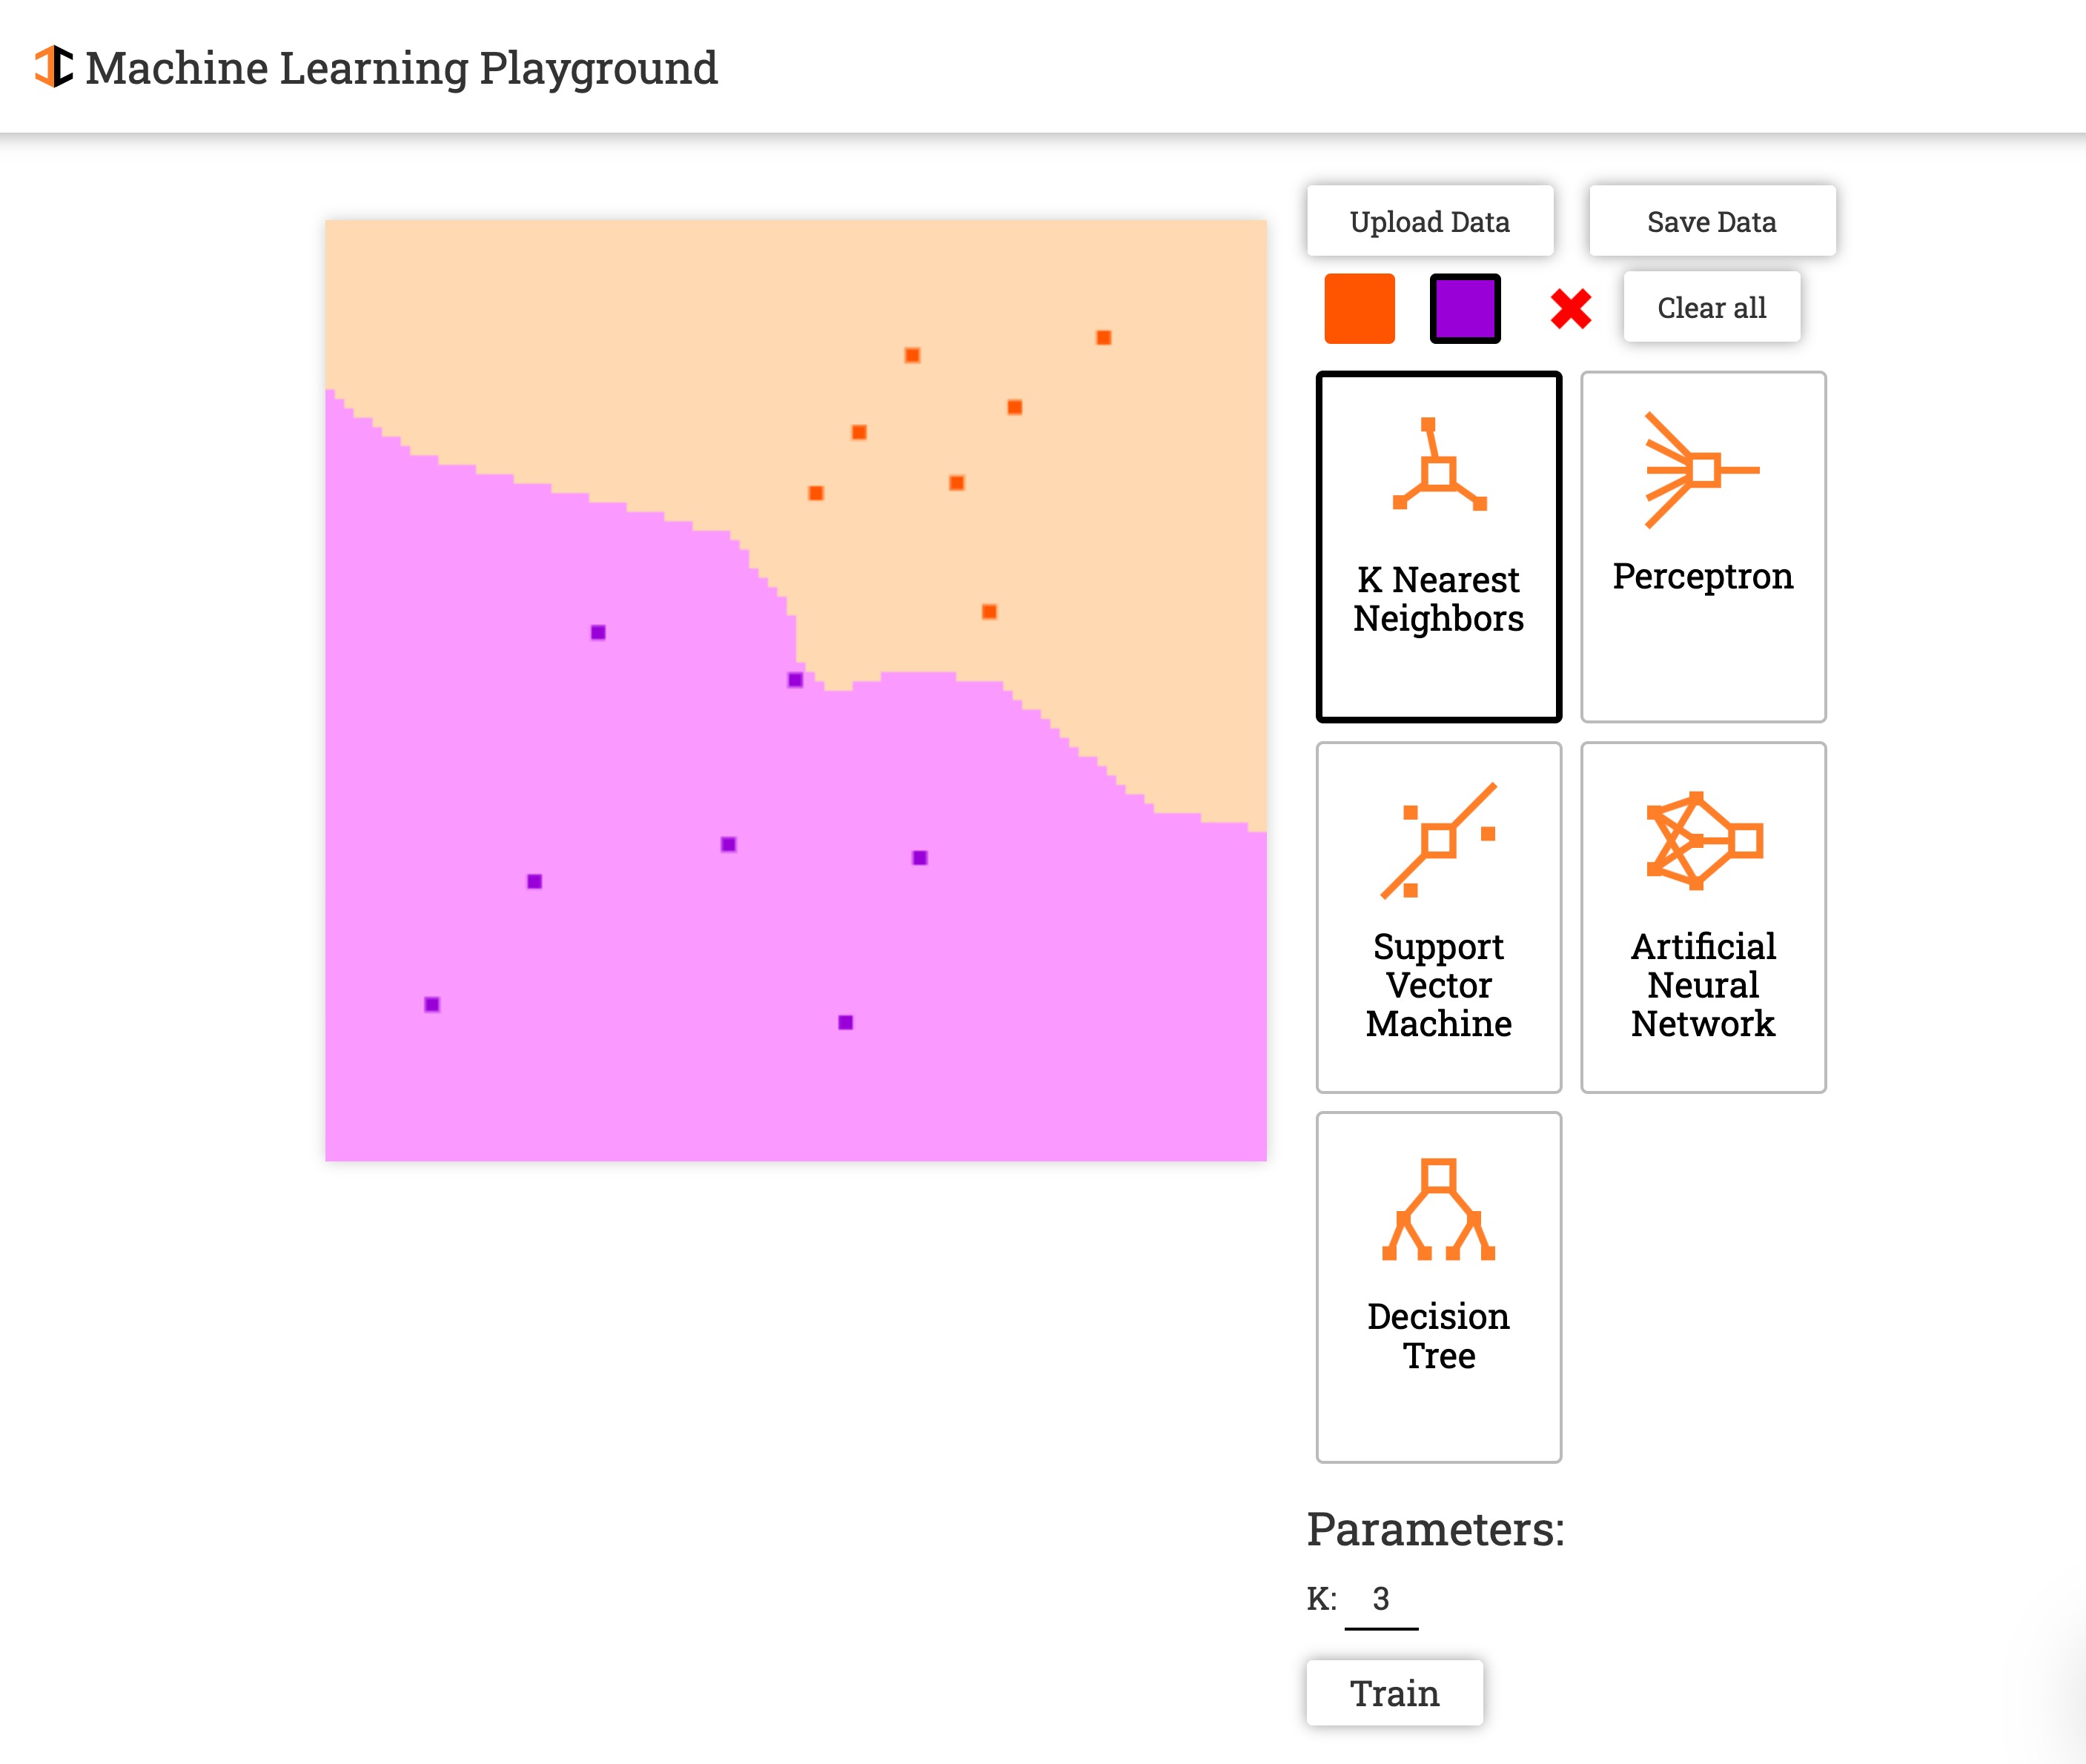 Machine Learning Playground
Upload Data
Save Data
Clear all
K Nearest
Neighbors
Perceptron
Support
Vector
Machine
Artificial
Neural
Network
Decision
Tree
Parameters:
K: 3
Train